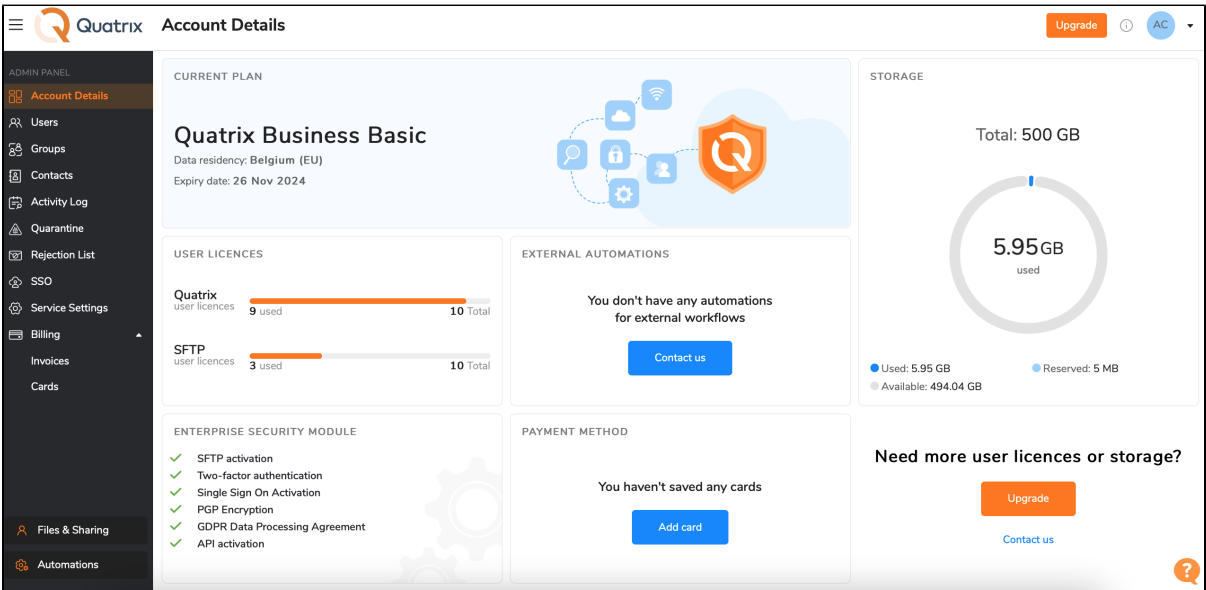 Quatrix
Account Details
Upgrade
AC
ADMIN PANEL
Account Details
Users
Groups
Contacts
Activity Log
Quarantine
Rejection List
SSO
Service Settings
Billing
Invoices
Cards
Files & Sharing
Automations
CURRENT PLAN
Quatrix Business Basic
Data residency: Belgium (EU)
Expiry date: 26 Nov 2024
STORAGE
Total: 500 GB
5.95 GB
used
Used: 5.95 GB
Reserved: 5 MB
Available: 494.04 GB
USER LICENCES
Quatrix
user licences
9 used
10 Total
SFTP
user licences
3 used
10 Total
EXTERNAL AUTOMATIONS
You don't have any automations
for external workflows
Contact us
ENTERPRISE SECURITY MODULE
SFTP activation
Two-factor authentication
Single Sign On Activation
PGP Encryption
GDPR Data Processing Agreement
API activation
PAYMENT METHOD
You haven't saved any cards
Add card
Need more user licences or storage?
Upgrade
Contact us
?